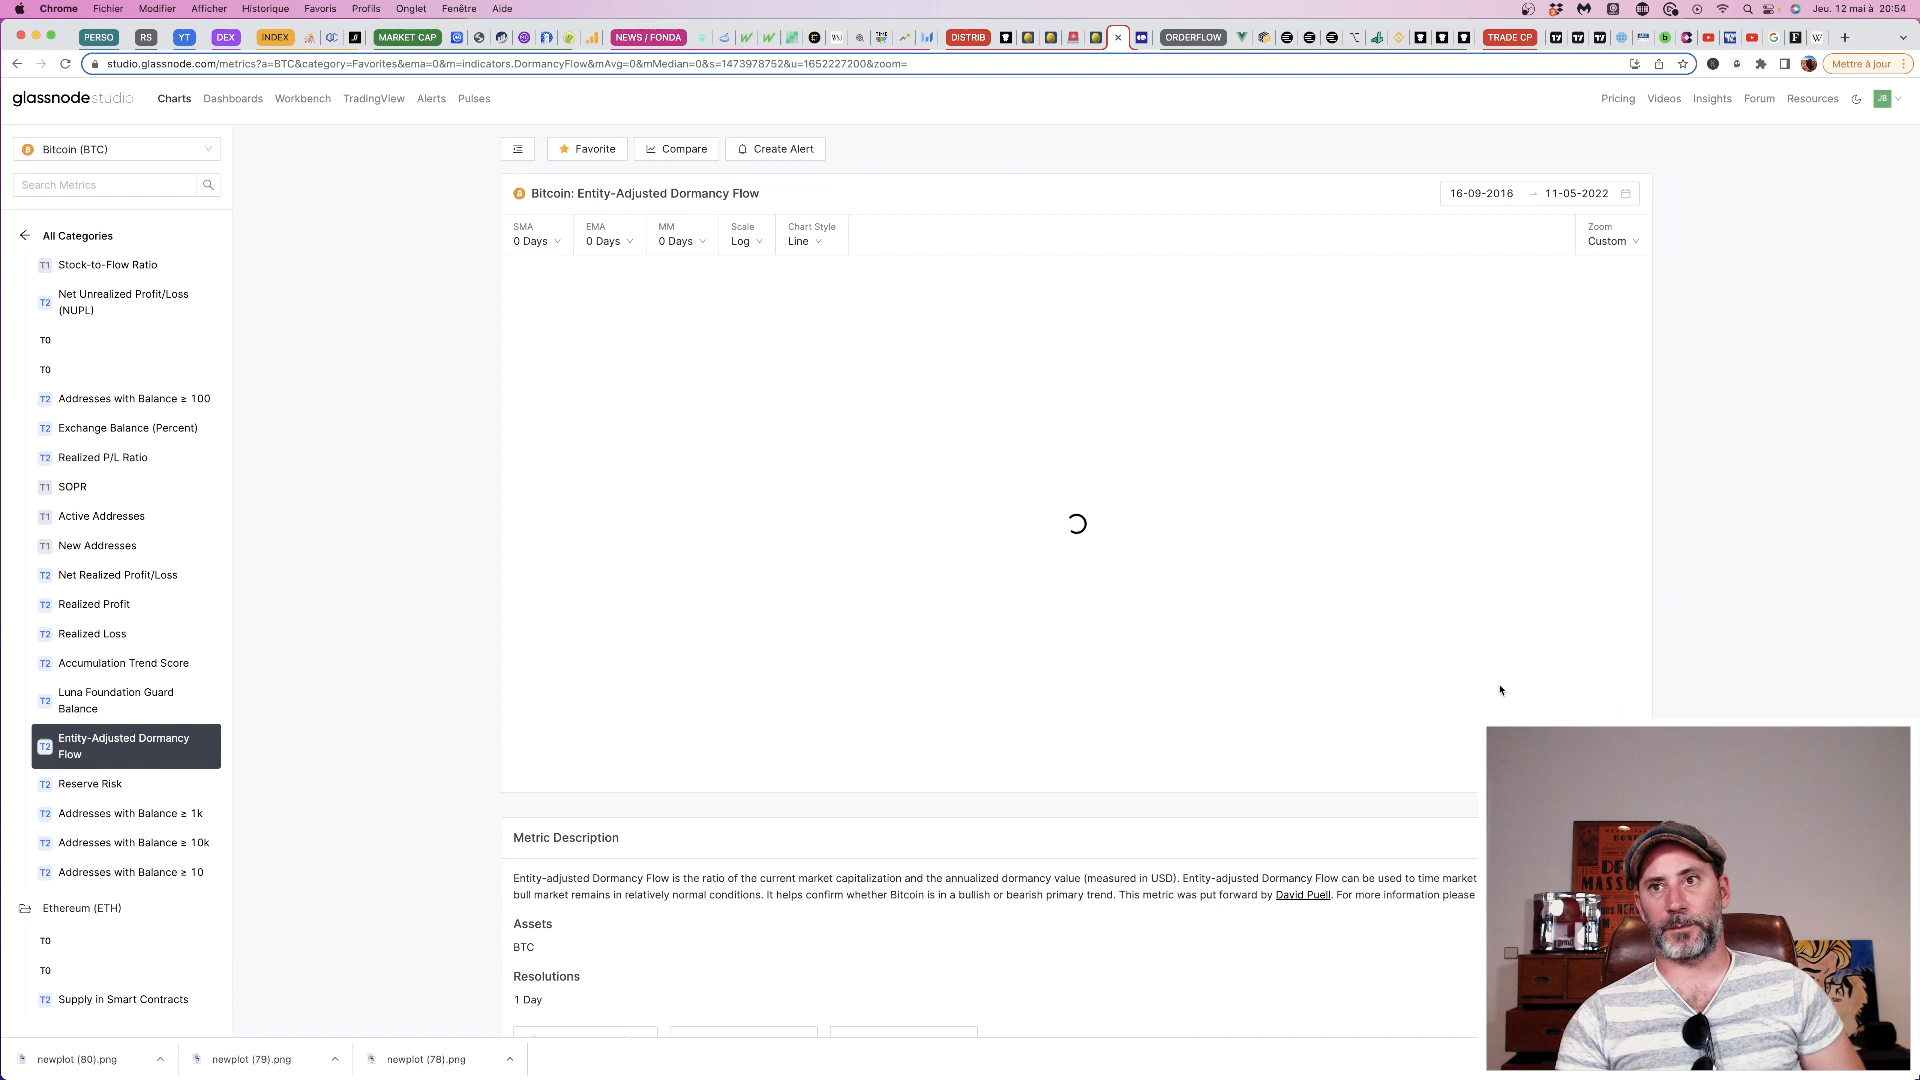 Chrome Fichier Modifier Afficher Historique Favoris Profils Onglet Fenêtre Aide Jeu. 12 mai à 20:54
PERSO RS YT DEX INDEX MARKET CAP NEWS / FONDA DISTRIB ORDERFLOW TRADE CP
studio.glassnode.com/metrics?a=BTC&category=Favorites&ema=0&m=indicators.DormancyFlow&mAvg=0&mMedian=0&s=1473978752&u=1652227200&zoom= Mettre à jour
glassnode studio Charts Dashboards Workbench TradingView Alerts Pulses Pricing Videos Insights Forum Resources JB
Bitcoin (BTC)
Favorite Compare Create Alert
Search Metrics
Bitcoin: Entity-Adjusted Dormancy Flow
16-09-2016 → 11-05-2022
SMA EMA MM Scale Chart Style Zoom
0 Days 0 Days 0 Days Log Line Custom
All Categories
T1 Stock-to-Flow Ratio
T2 Net Unrealized Profit/Loss
(NUPL)
T0
T0
T2 Addresses with Balance ≥ 100
T2 Exchange Balance (Percent)
T2 Realized P/L Ratio
T1 SOPR
T1 Active Addresses
T1 New Addresses
T2 Net Realized Profit/Loss
T2 Realized Profit
T2 Realized Loss
T2 Accumulation Trend Score
T2 Luna Foundation Guard
Balance
T2 Entity-Adjusted Dormancy
Flow
T2 Reserve Risk
T2 Addresses with Balance ≥ 1k
T2 Addresses with Balance ≥ 10k
T2 Addresses with Balance ≥ 10
Ethereum (ETH)
T0
T0
T2 Supply in Smart Contracts
Metric Description
Entity-adjusted Dormancy Flow is the ratio of the current market capitalization and the annualized dormancy value (measured in USD). Entity-adjusted Dormancy Flow can be used to time market
bull market remains in relatively normal conditions. It helps confirm whether Bitcoin is in a bullish or bearish primary trend. This metric was put forward by David Puell. For more information please
Assets
BTC
Resolutions
1 Day
newplot (80).png newplot (79).png newplot (78).png